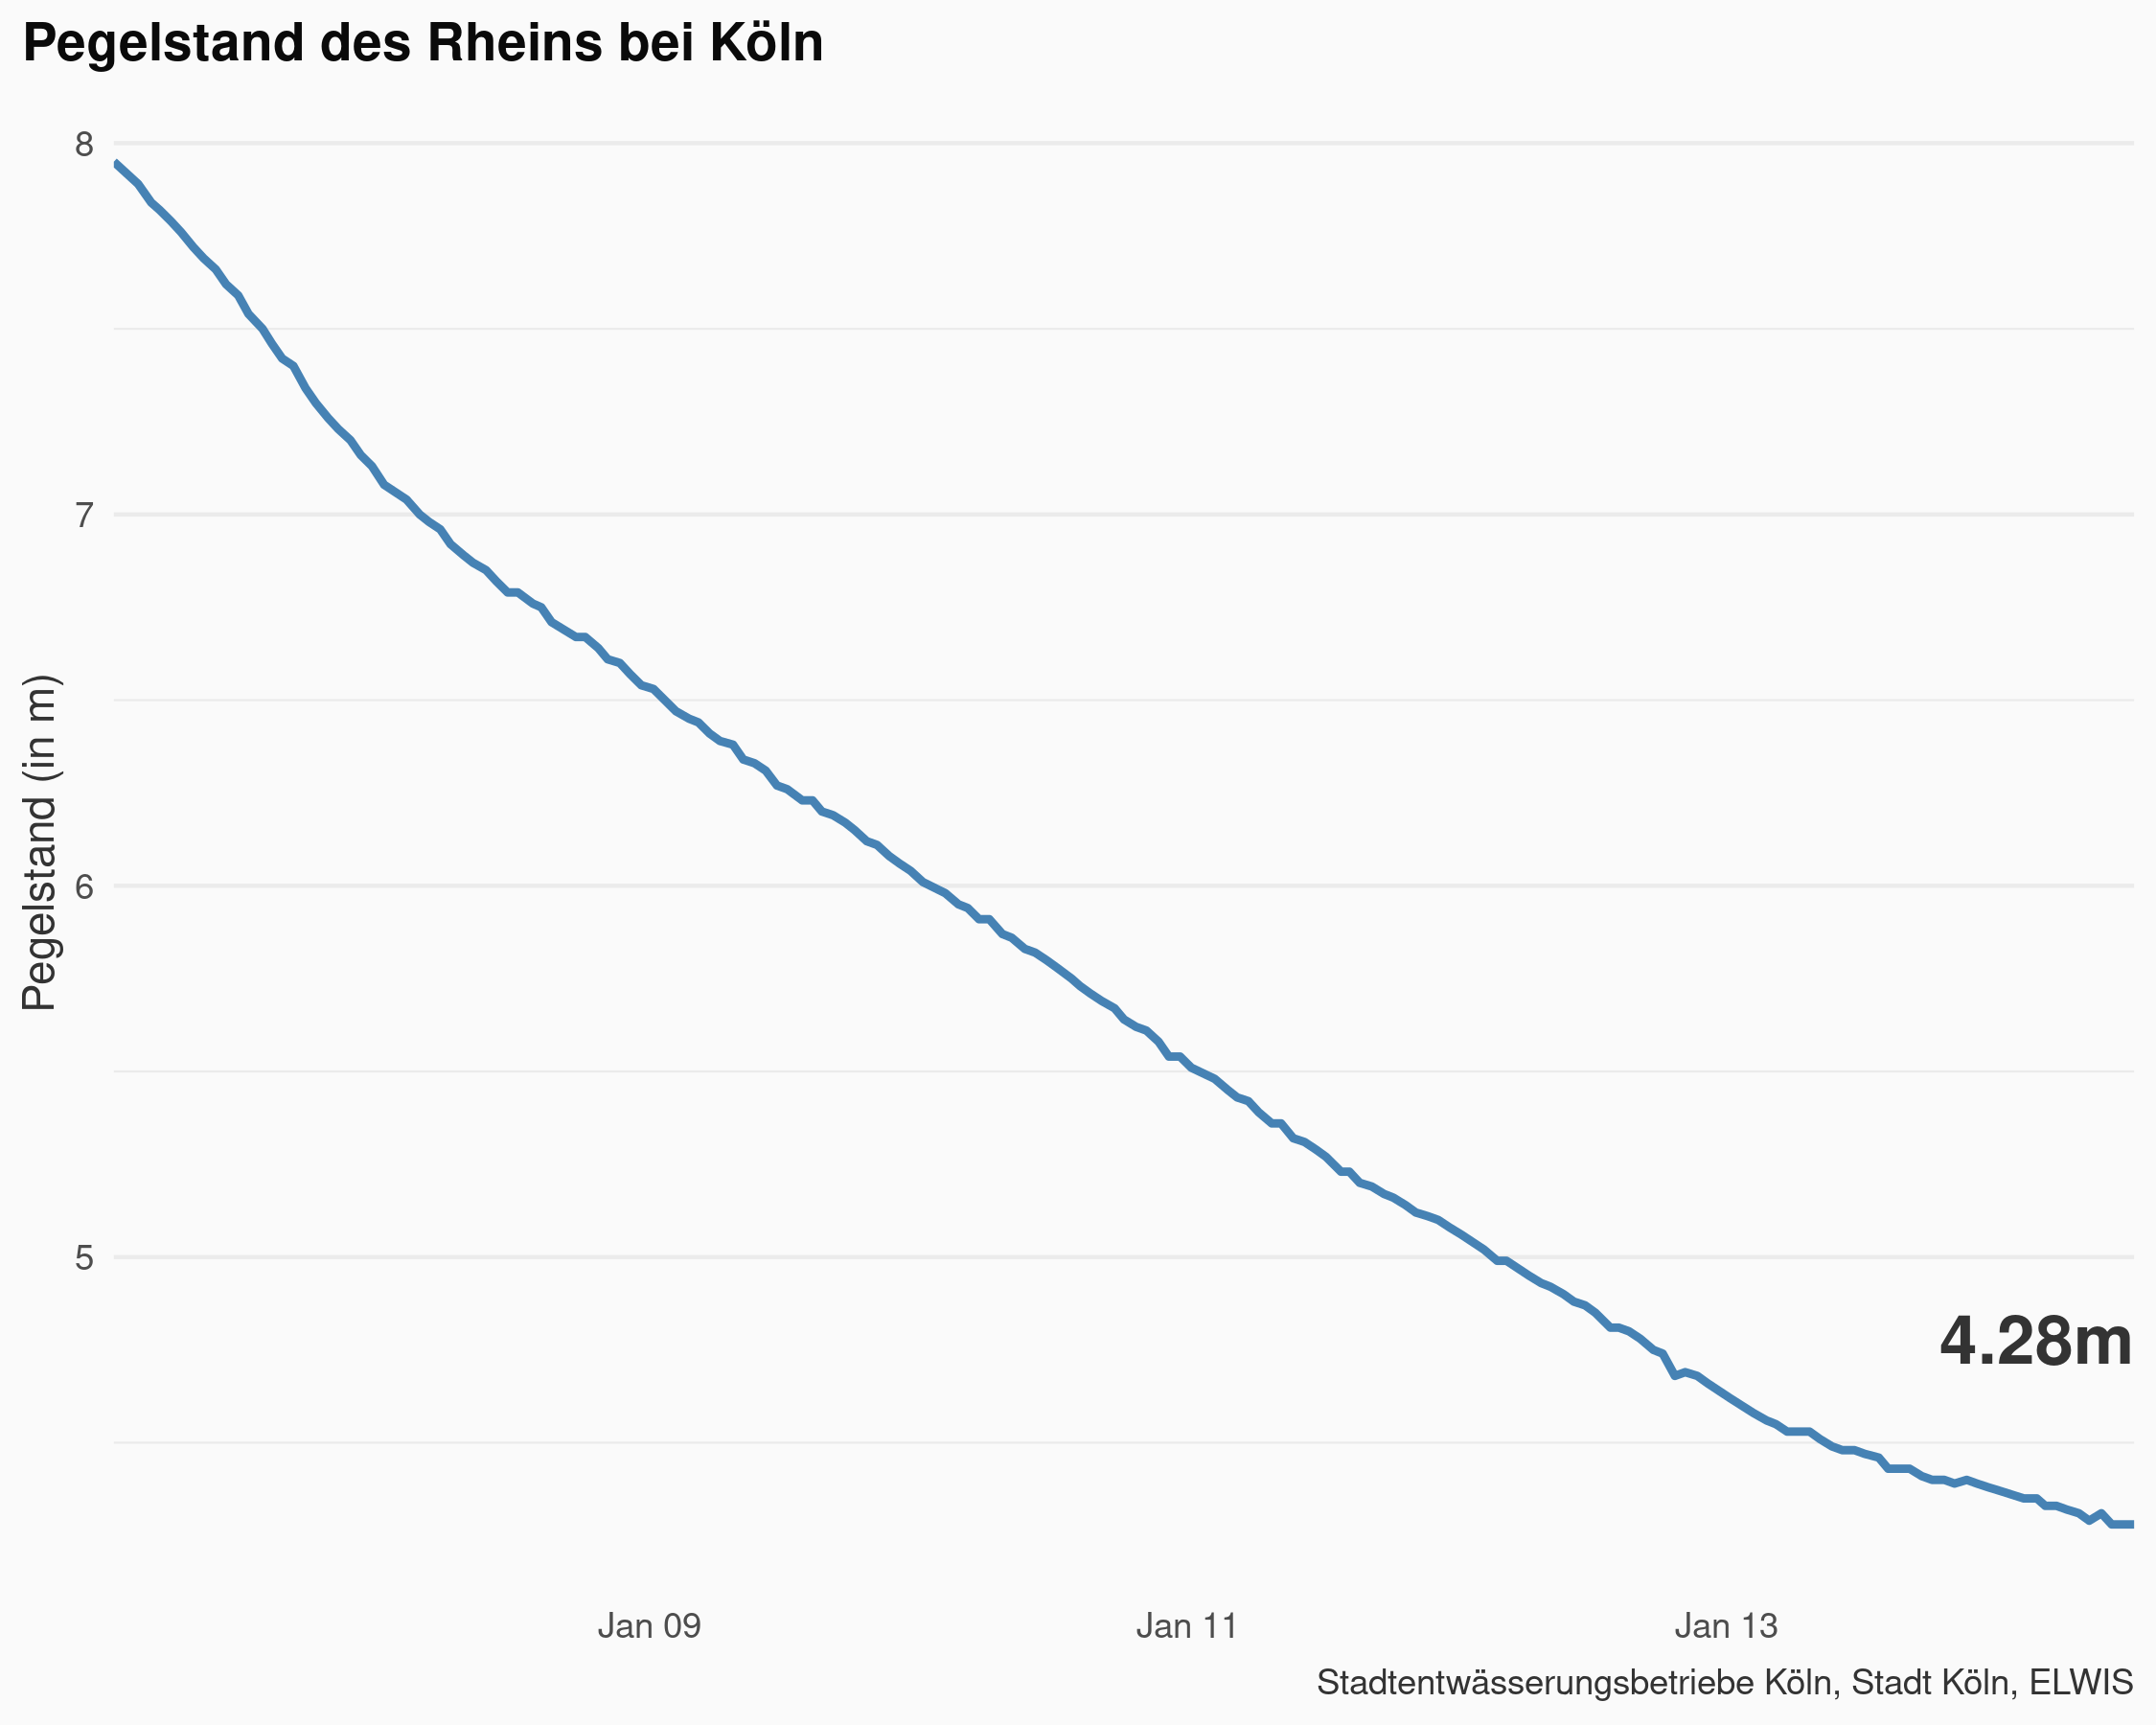 Pegelstand des Rheins bei Köln
Pegelstand (in m)
8
7
6
5
4.28m
Jan 09
Jan 11
Jan 13
Stadtentwässerungsbetriebe Köln, Stadt Köln, ELWIS